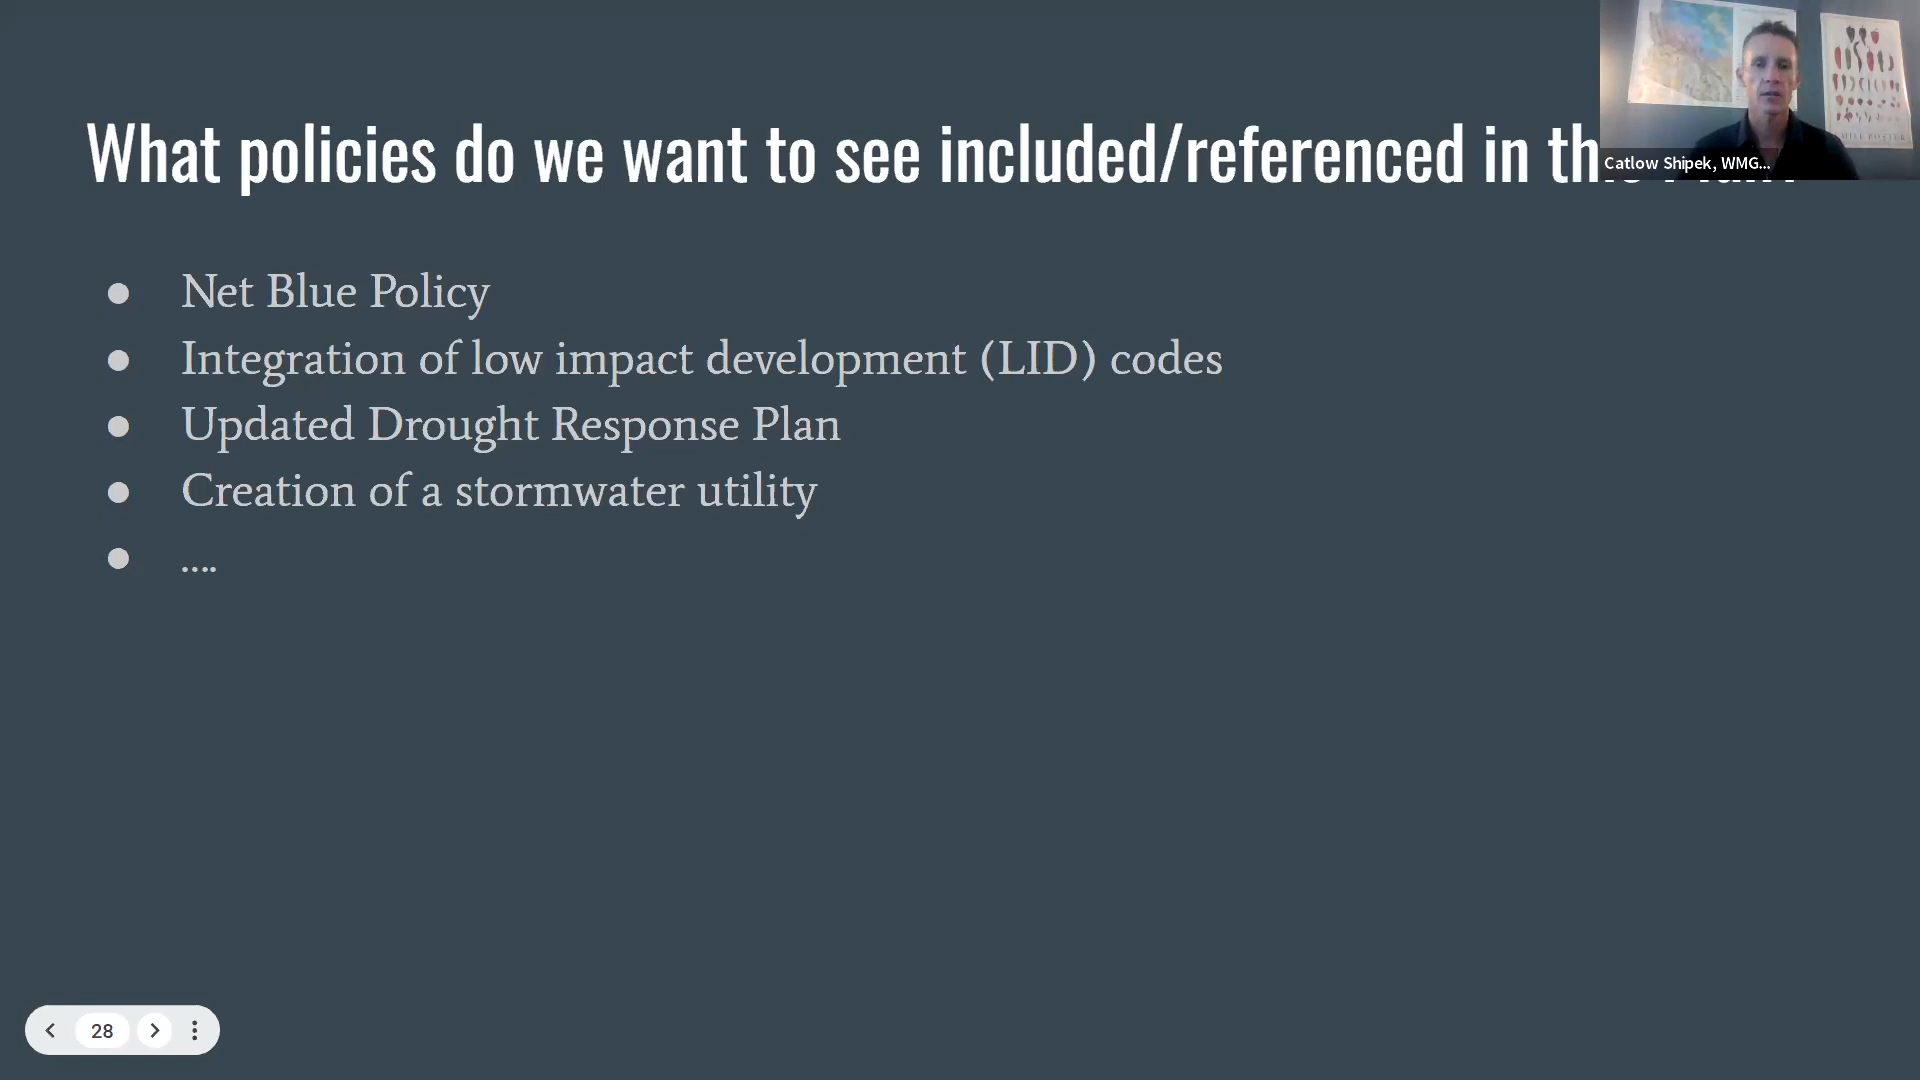 What policies do we want to see included/referenced in
Catlow Shipek, WMG...
Net Blue Policy
Integration of low impact development (LID) codes
Updated Drought Response Plan
Creation of a stormwater utility
....
28